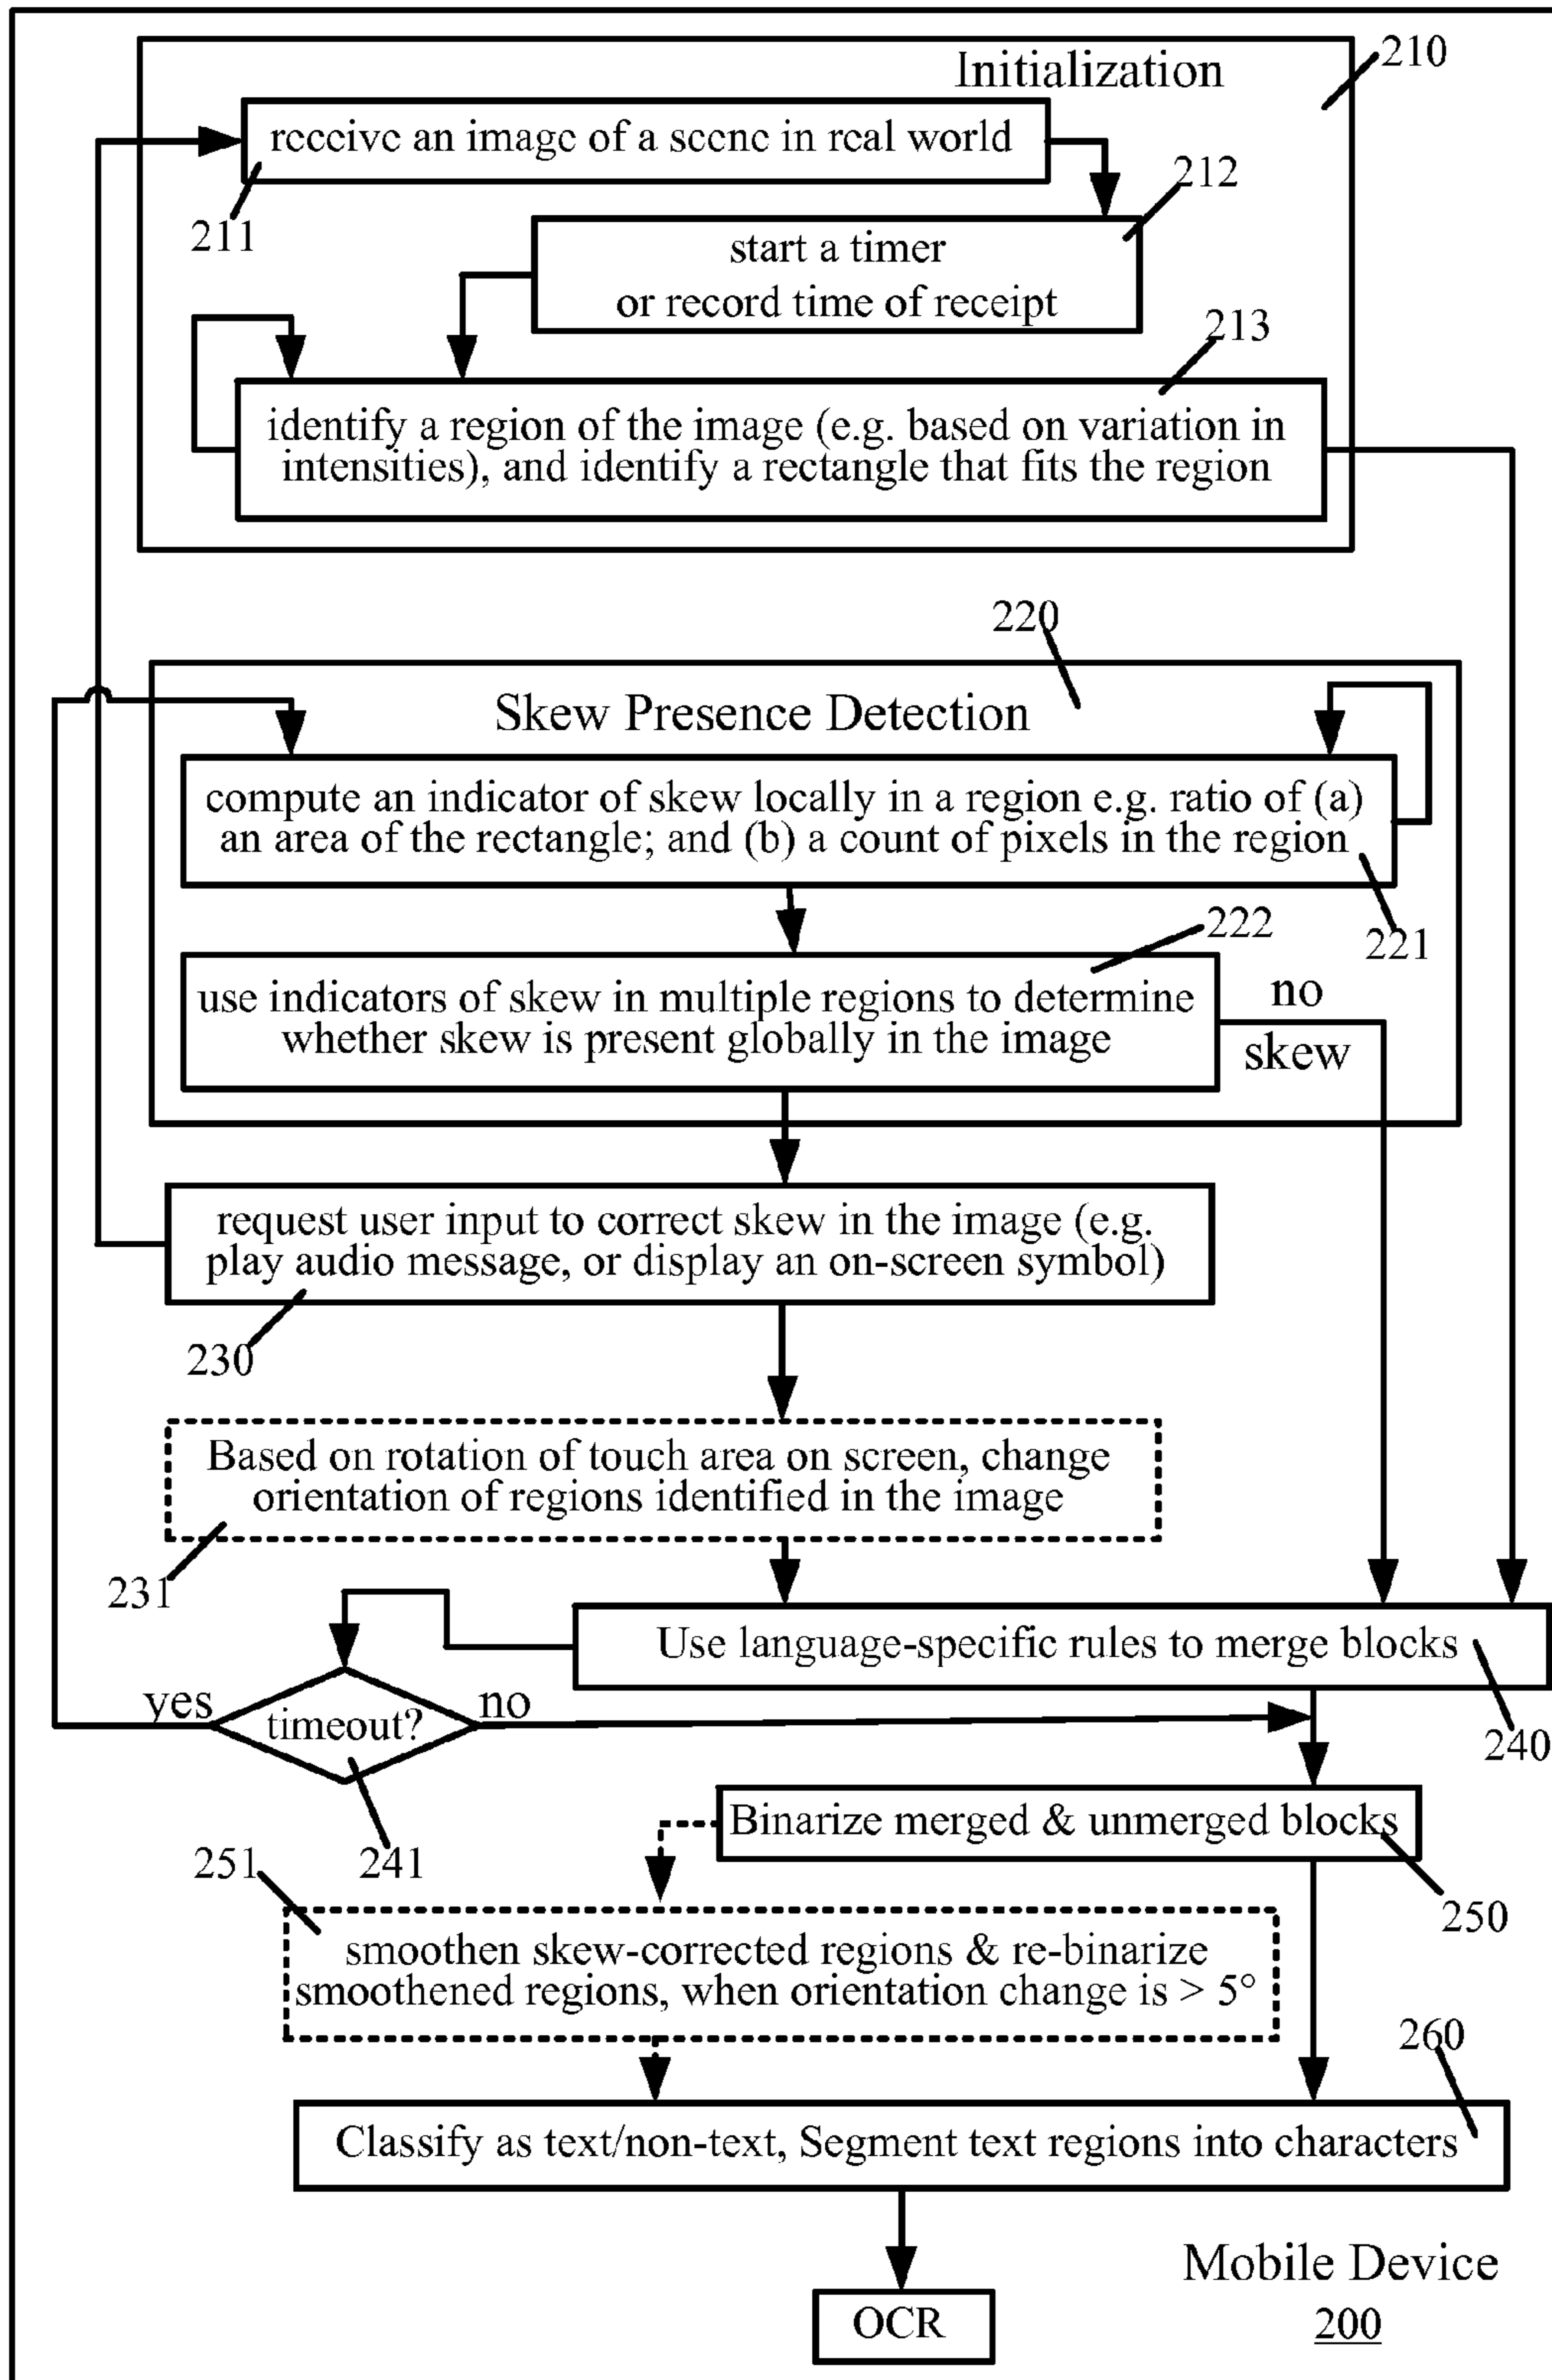 Initialization
210
receive an image of a scene in real world
211
212
start a timer
or record time of receipt
213
identify a region of the image (e.g. based on variation in
intensities), and identify a rectangle that fits the region
220
Skew Presence Detection
compute an indicator of skew locally in a region e.g. ratio of (a)
an area of the rectangle; and (b) a count of pixels in the region
221
222
use indicators of skew in multiple regions to determine
whether skew is present globally in the image
no
skew
request user input to correct skew in the image (e.g.
play audio message, or display an on-screen symbol)
230
Based on rotation of touch area on screen, change
orientation of regions identified in the image
231
Use language-specific rules to merge blocks
240
yes
timeout?
no
241
Binarize merged & unmerged blocks
250
251
smoothen skew-corrected regions & re-binarize
smoothened regions, when orientation change is > 5°
260
Classify as text/non-text, Segment text regions into characters
OCR
Mobile Device
200